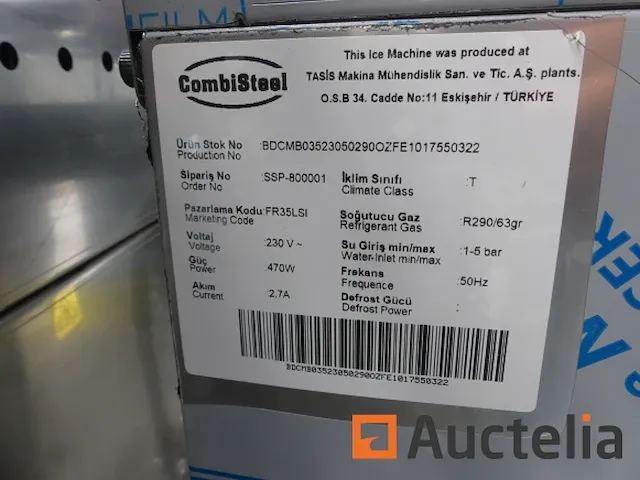 FILM
CombiSteel
This Ice Machine was produced at
TASİS Makina Mühendislik San. ve Tic. A.Ş. plants.
O.S.B 34. Cadde No:11 Eskişehir / TÜRKİYE
Ürün Stok No
Production No :BDCMB03523050290OZFE1017550322
Sipariş No
Order No :SSP-800001
İklim Sınıfı
Climate Class :T
Pazarlama Kodu:FR35LSI
Marketing Code
Soğutucu Gaz
Refrigerant Gas :R290/63gr
Voltaj
Voltage :230 V ~
Su Giriş min/max
Water-Inlet min/max :1-5 bar
Güç
Power :470W
Frekans
Frequence :50Hz
Akım
Current :2.7A
Defrost Gücü :
Defrost Power :
BDCMB03523050290OZFE1017550322
Auctelia